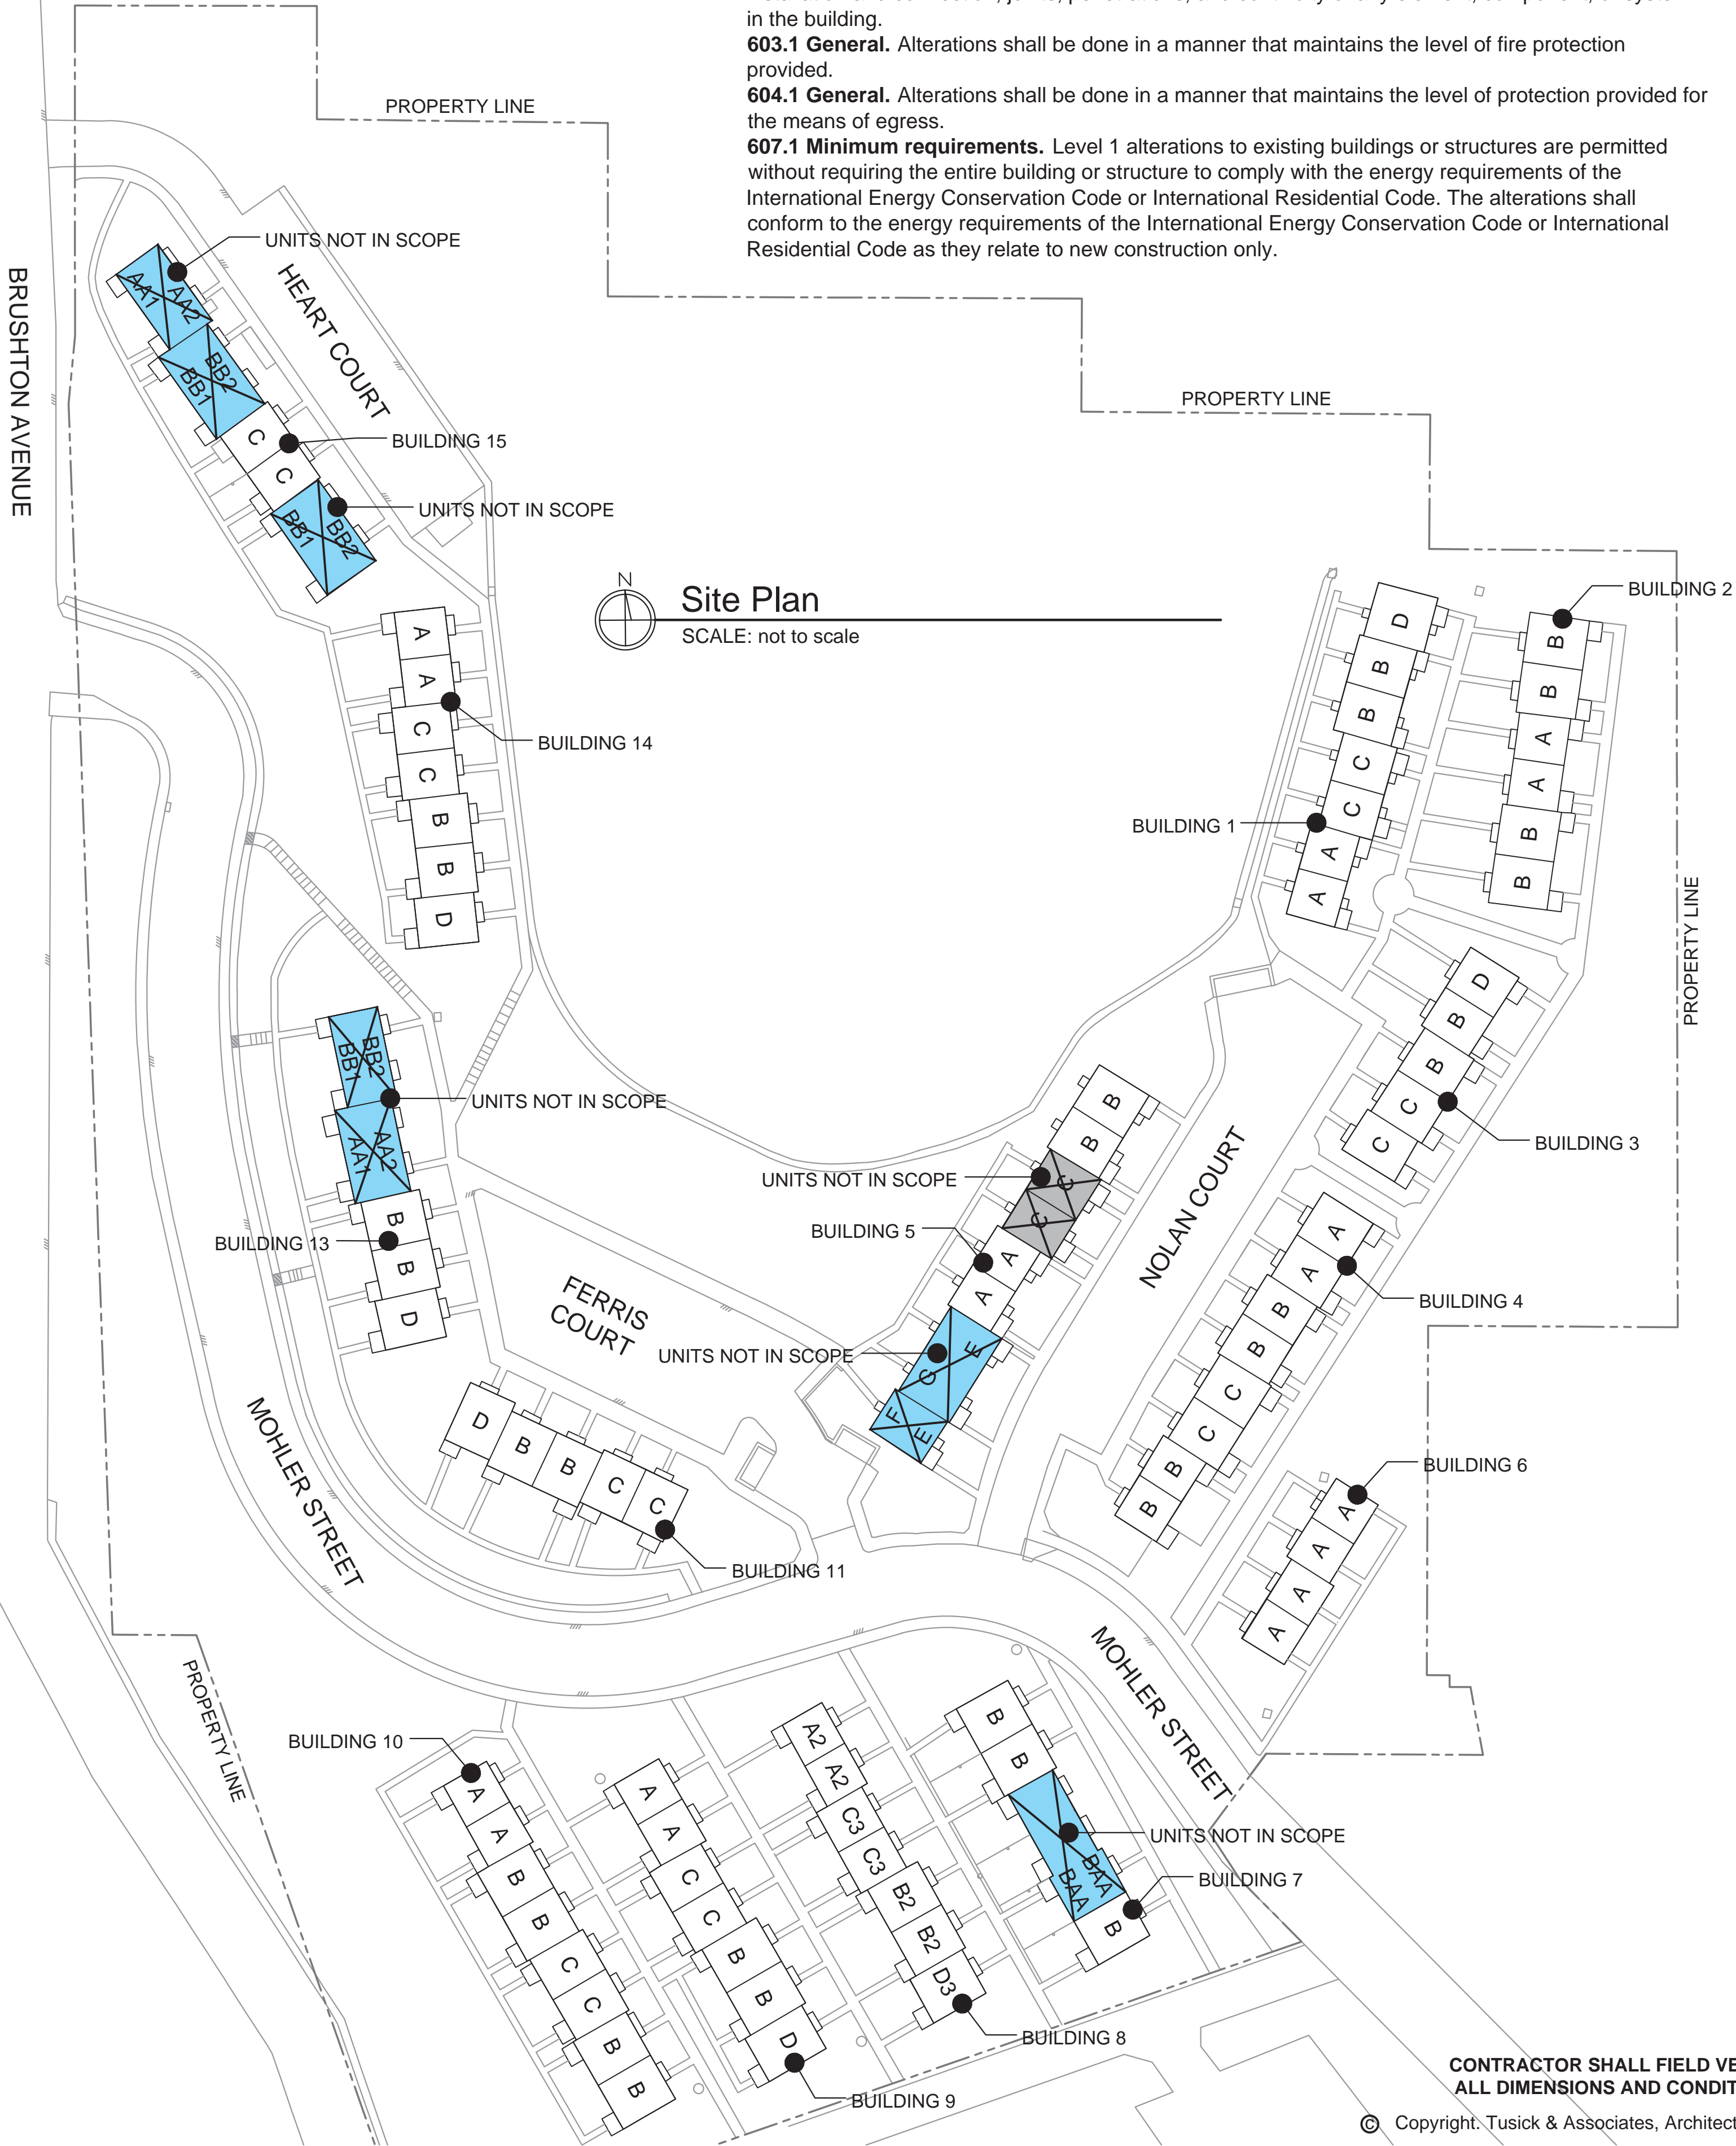 in the building.
603.1 General. Alterations shall be done in a manner that maintains the level of fire protection
provided.
604.1 General. Alterations shall be done in a manner that maintains the level of protection provided for
the means of egress.
607.1 Minimum requirements. Level 1 alterations to existing buildings or structures are permitted
without requiring the entire building or structure to comply with the energy requirements of the
International Energy Conservation Code or International Residential Code. The alterations shall
conform to the energy requirements of the International Energy Conservation Code or International
Residential Code as they relate to new construction only.
PROPERTY LINE
BRUSHTON AVENUE
UNITS NOT IN SCOPE
HEART COURT
AA1
AA2
BB1
BB2
C
C
BUILDING 15
BB1
BB2
UNITS NOT IN SCOPE
PROPERTY LINE
N
Site Plan
SCALE: not to scale
A
A
C
C
B
B
D
BUILDING 14
D
B
B
C
C
A
A
BUILDING 1
B
B
A
A
B
B
BUILDING 2
PROPERTY LINE
D
B
B
C
C
BUILDING 3
BB1
BB2
AA1
AA2
UNITS NOT IN SCOPE
B
B
D
BUILDING 13
FERRIS
COURT
B
B
C
C
UNITS NOT IN SCOPE
A
A
BUILDING 5
C
E
F
E
UNITS NOT IN SCOPE
NOLAN COURT
A
A
B
B
C
C
B
B
BUILDING 4
A
A
A
A
BUILDING 6
D
B
B
C
C
BUILDING 11
MOHLER STREET
MOHLER STREET
PROPERTY LINE
BUILDING 10
A
A
B
B
C
C
B
B
A
A
C
C
B
B
D
BUILDING 9
A2
A2
C3
C3
B2
B2
D3
BUILDING 8
B
B
BAA
BAA
B
UNITS NOT IN SCOPE
BUILDING 7
CONTRACTOR SHALL FIELD
ALL DIMENSIONS AND
© Copyright. Tusick & Associates,